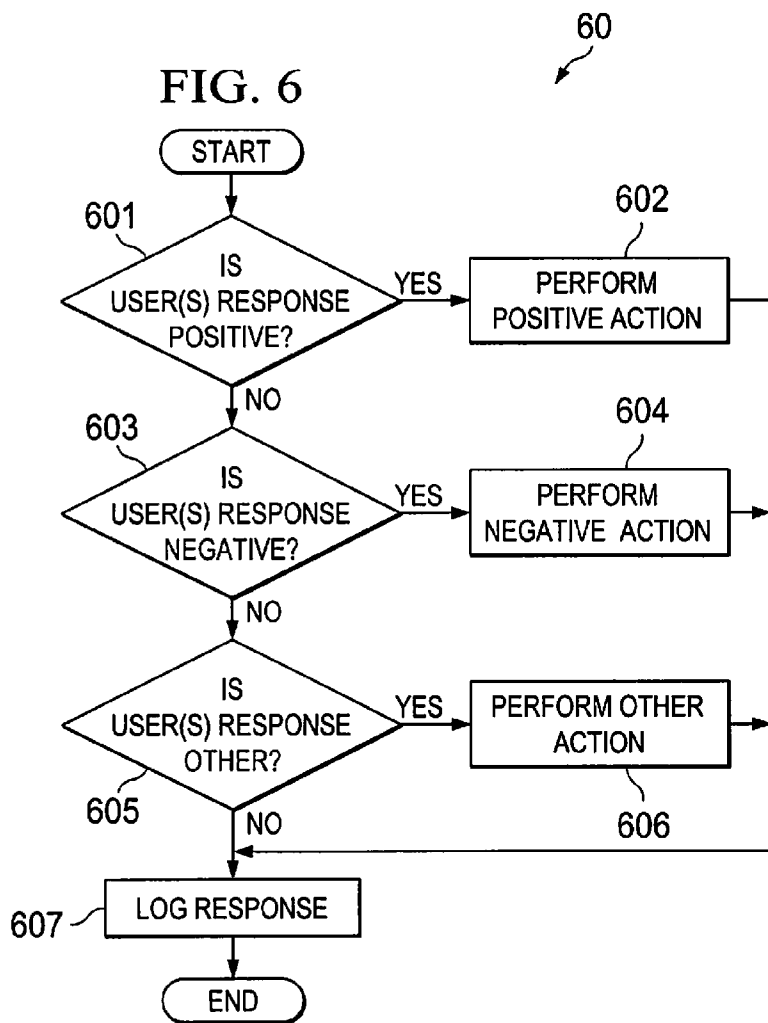 60
FIG. 6
START
601
IS
USER(S) RESPONSE
POSITIVE?
YES
602
PERFORM
POSITIVE ACTION
NO
603
IS
USER(S) RESPONSE
NEGATIVE?
YES
604
PERFORM
NEGATIVE ACTION
NO
605
IS
USER(S) RESPONSE
OTHER?
YES
PERFORM OTHER
ACTION
606
NO
607
LOG RESPONSE
END